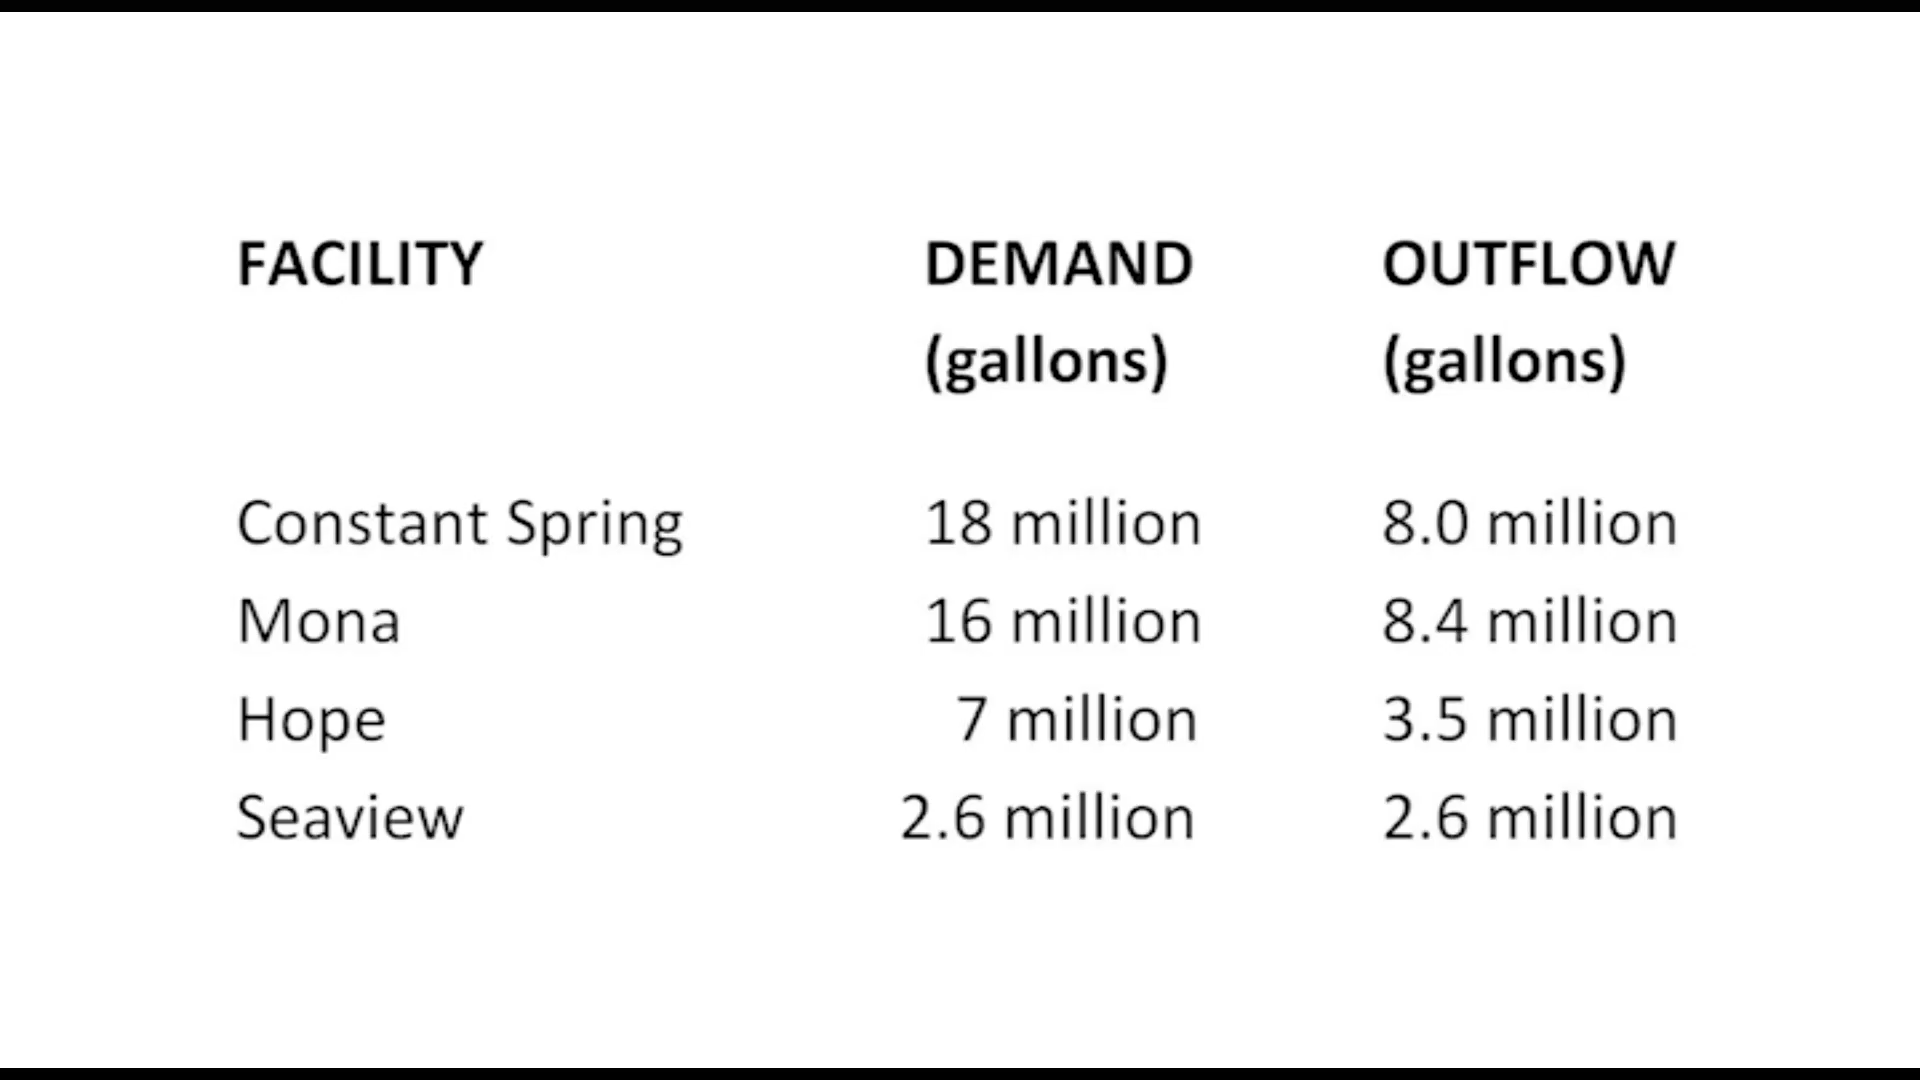 FACILITY DEMAND OUTFLOW
(gallons) (gallons)
Constant Spring 18 million 8.0 million
Mona 16 million 8.4 million
Hope 7 million 3.5 million
Seaview 2.6 million 2.6 million